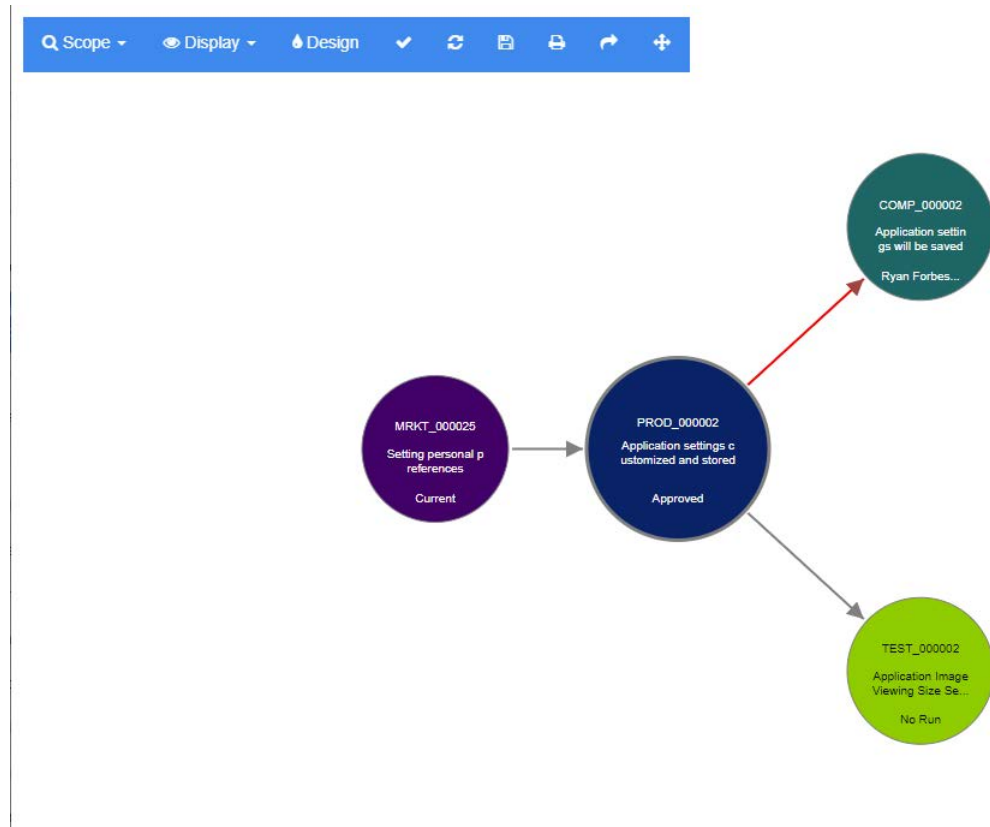 Scope Display Design
COMP_000002
Application settin
gs will be saved
Ryan Forbes...
MRKT_000025
Setting personal p
references
Current
PROD_000002
Application settings c
ustomized and stored
Approved
TEST_000002
Application Image
Viewing Size Se...
No Run